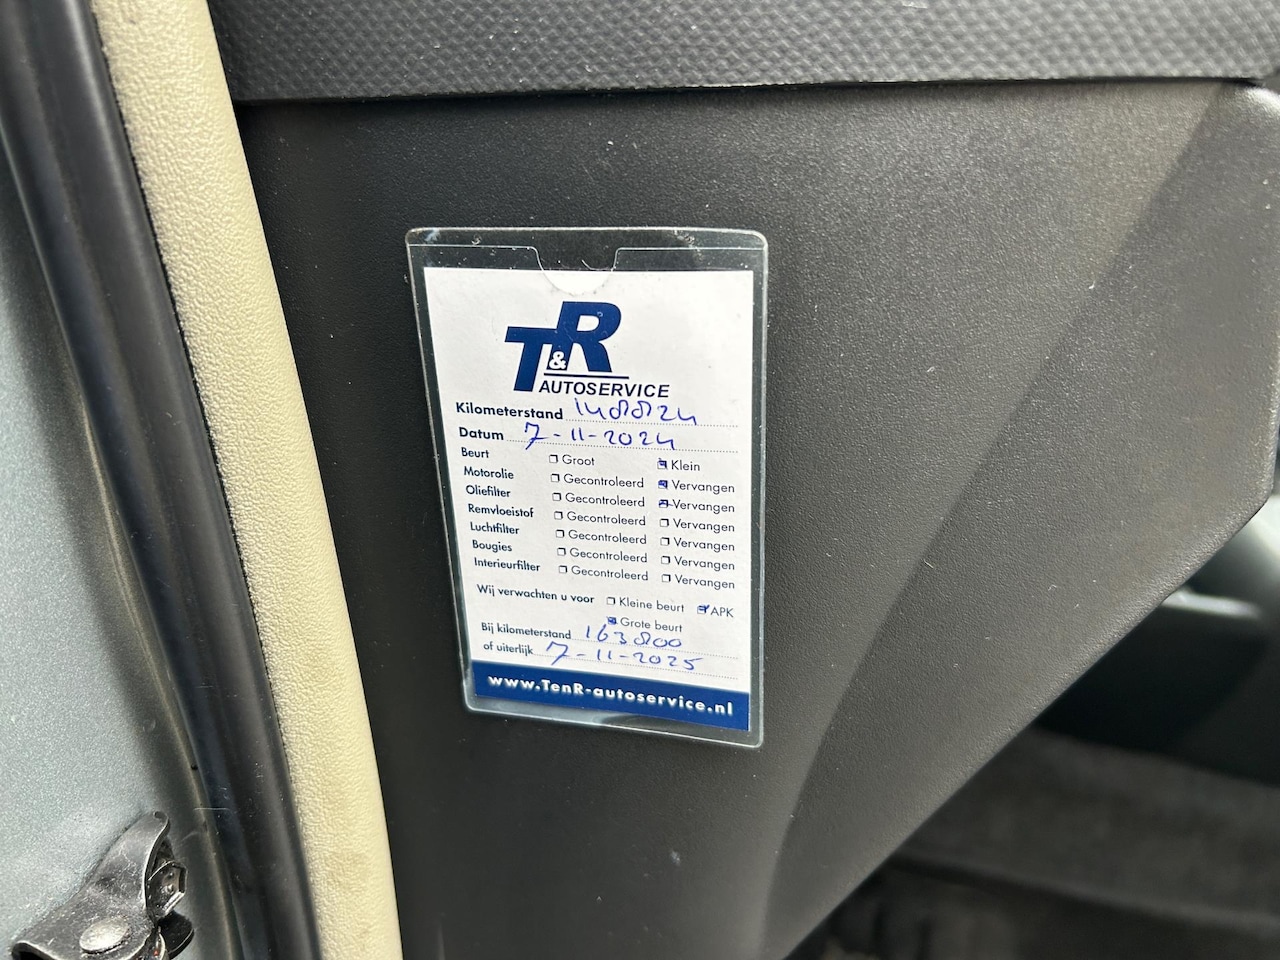 T&R
AUTOSERVICE
Kilometerstand 148824
Datum 7-11-2024
Beurt Groot Klein
Motorolie Gecontroleerd Vervangen
Oliefilter Gecontroleerd Vervangen
Remvloeistof Gecontroleerd Vervangen
Luchtfilter Gecontroleerd Vervangen
Bougies Gecontroleerd Vervangen
Interieurfilter Gecontroleerd Vervangen
Wij verwachten u voor Kleine beurt APK
Grote beurt
Bij kilometerstand 163800
of uiterlijk 7-11-2025
www.TenR-autoservice.nl